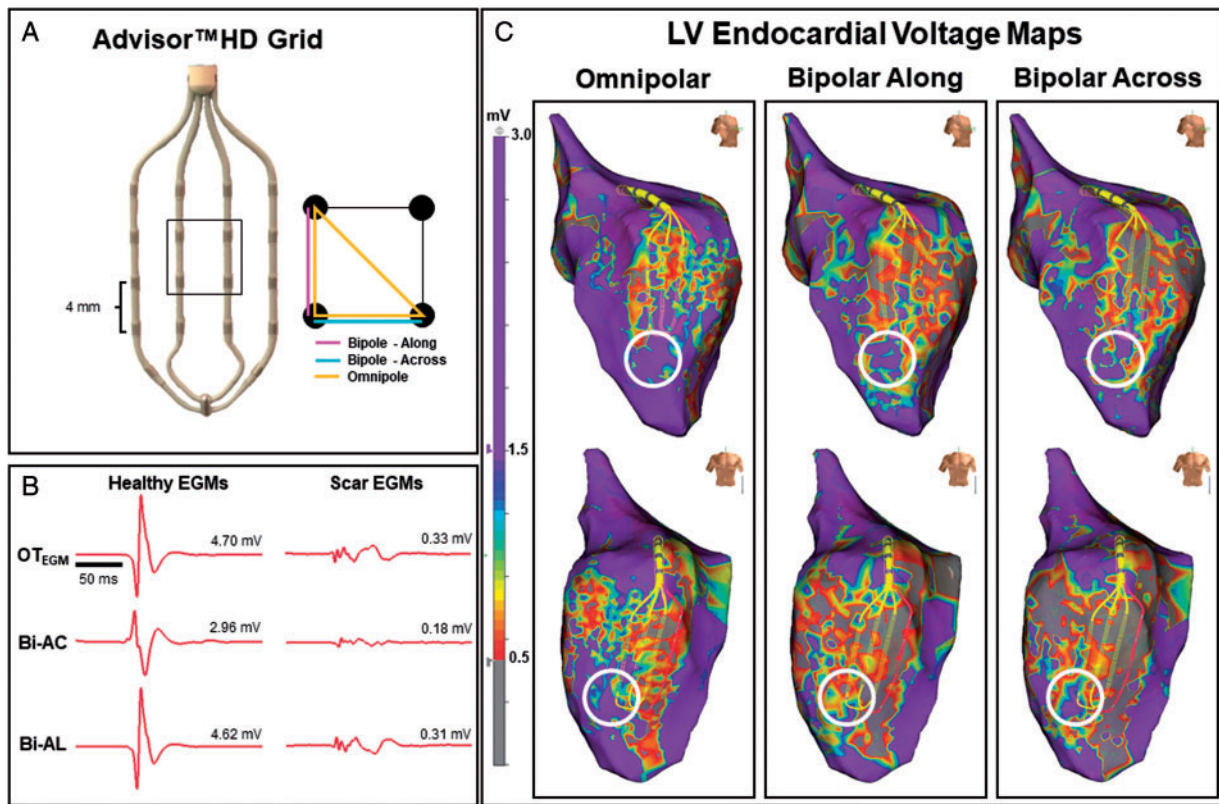 A
Advisor™HD Grid
4 mm
Bipole - Along
Bipole - Across
Omnipole
B
Healthy EGMs
Scar EGMs
OTEGM
4.70 mV
0.33 mV
50 ms
Bi-AC
2.96 mV
0.18 mV
Bi-AL
4.62 mV
0.31 mV
C
LV Endocardial Voltage Maps
Omnipolar
Bipolar Along
Bipolar Across
mV
3.0
1.5
0.5